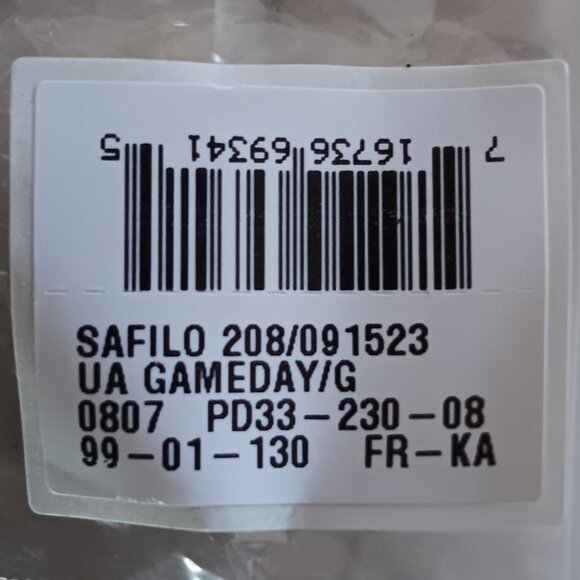 7 16736 69341 5
SAFILO 208/091523
UA GAMEDAY/G
0807 PD33-230-08
99-01-130 FR-KA